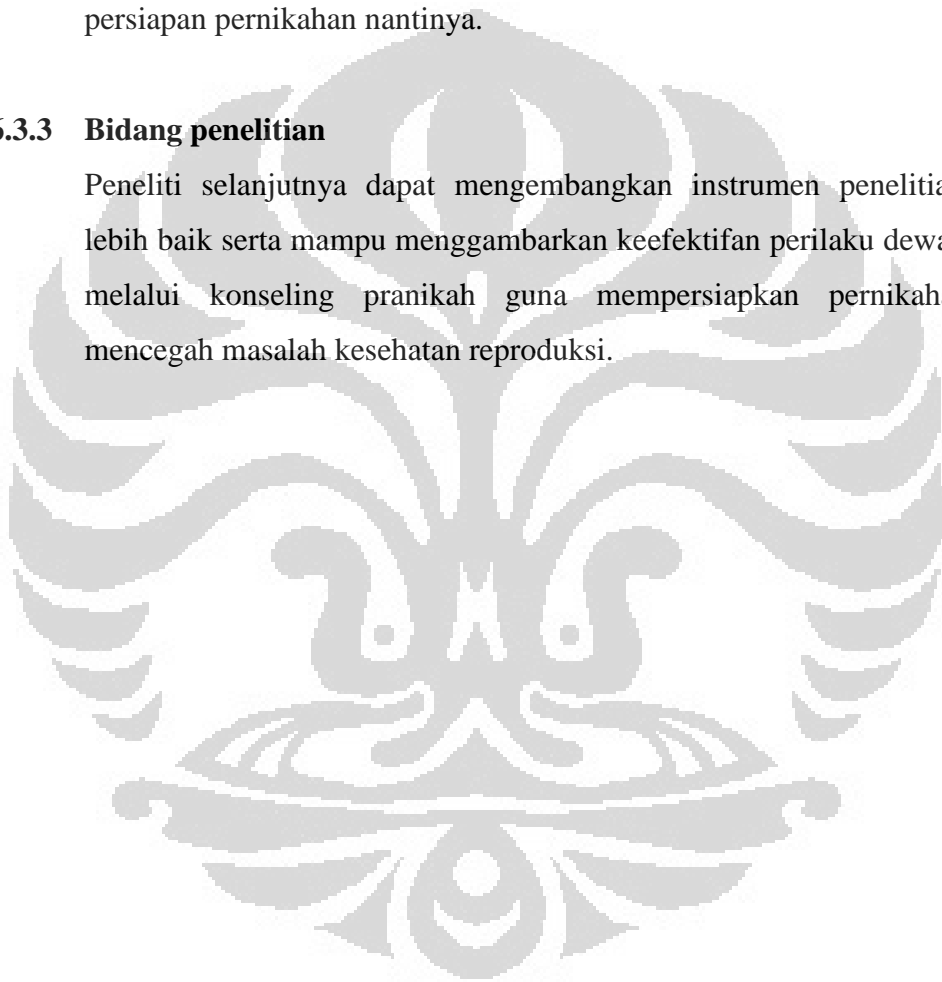 persiapan pernikahan nantinya.
6.3.3 Bidang penelitian
Peneliti selanjutnya dapat mengembangkan instrumen
lebih baik serta mampu menggambarkan keefektifan perilaku
melalui konseling pranikah guna mempersiapkan
mencegah masalah kesehatan reproduksi.